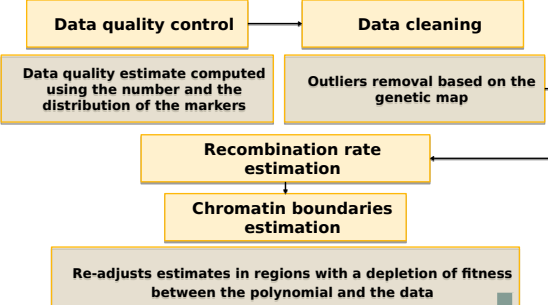 Data quality control
Data cleaning
Data quality estimate computed
using the number and the
distribution of the markers
Outliers removal based on the
genetic map
Recombination rate
estimation
Chromatin boundaries
estimation
Re-adjusts estimates in regions with a depletion of fitness
between the polynomial and the data